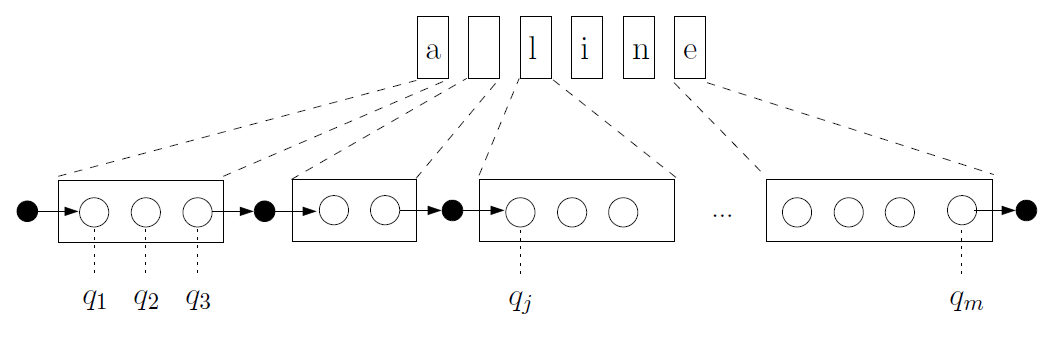 a l i n e
...
q₁ q₂ q₃ qⱼ qₘ